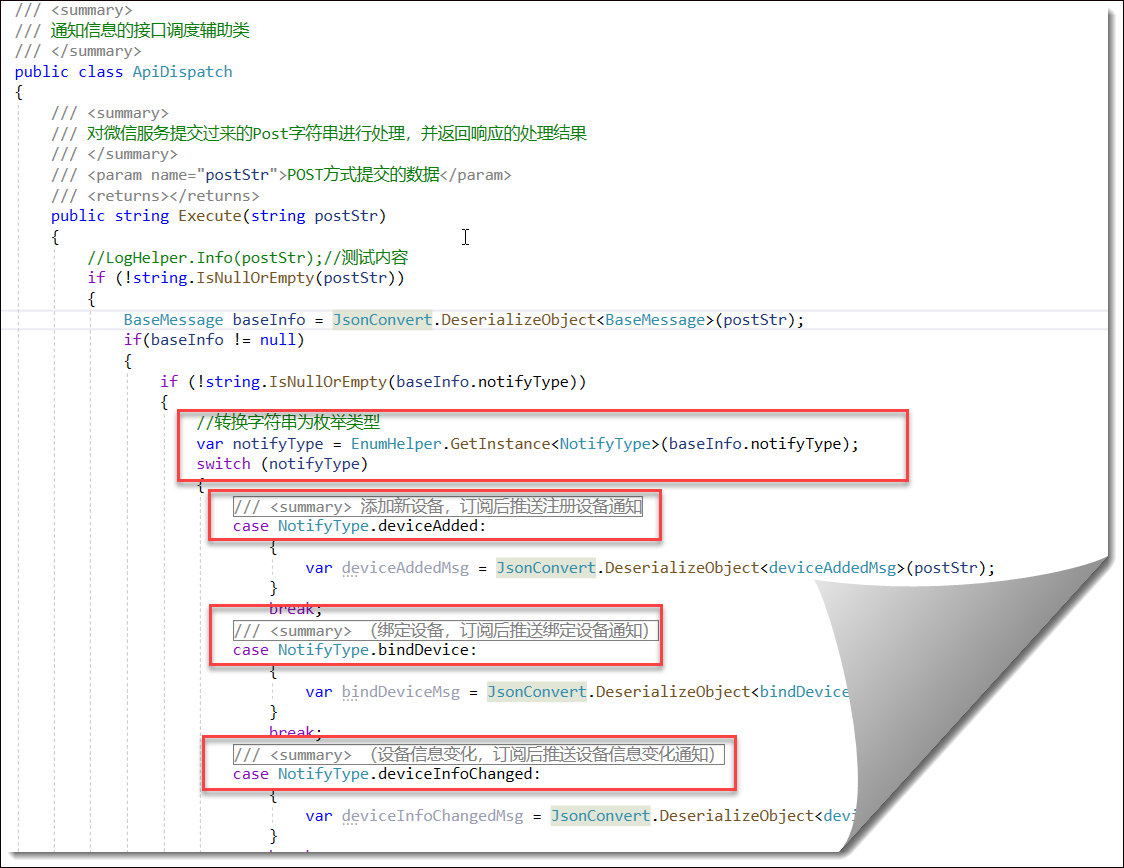 /// <summary>
/// 通知信息的接口调度辅助类
/// </summary>
public class ApiDispatch
{
/// <summary>
/// 对微信服务提交过来的Post字符串进行处理，并返回响应的处理结果
/// </summary>
/// <param name="postStr">POST方式提交的数据</param>
/// <returns></returns>
public string Execute(string postStr)
{
//LogHelper.Info(postStr);//测试内容
if (!string.IsNullOrEmpty(postStr))
{
BaseMessage baseInfo = JsonConvert.DeserializeObject<BaseMessage>(postStr);
if(baseInfo != null)
{
if (!string.IsNullOrEmpty(baseInfo.notifyType))
{
//转换字符串为枚举类型
var notifyType = EnumHelper.GetInstance<NotifyType>(baseInfo.notifyType);
switch (notifyType)
{
/// <summary> 添加新设备，订阅后推送注册设备通知
case NotifyType.deviceAdded:
{
var deviceAddedMsg = JsonConvert.DeserializeObject<deviceAddedMsg>(postStr);
}
break;
/// <summary> （绑定设备，订阅后推送绑定设备通知）
case NotifyType.bindDevice:
{
var bindDeviceMsg = JsonConvert.DeserializeObject<bindDevice
}
break;
/// <summary> （设备信息变化，订阅后推送设备信息变化通知）
case NotifyType.deviceInfoChanged:
{
var deviceInfoChangedMsg = JsonConvert.DeserializeObject<devi
}